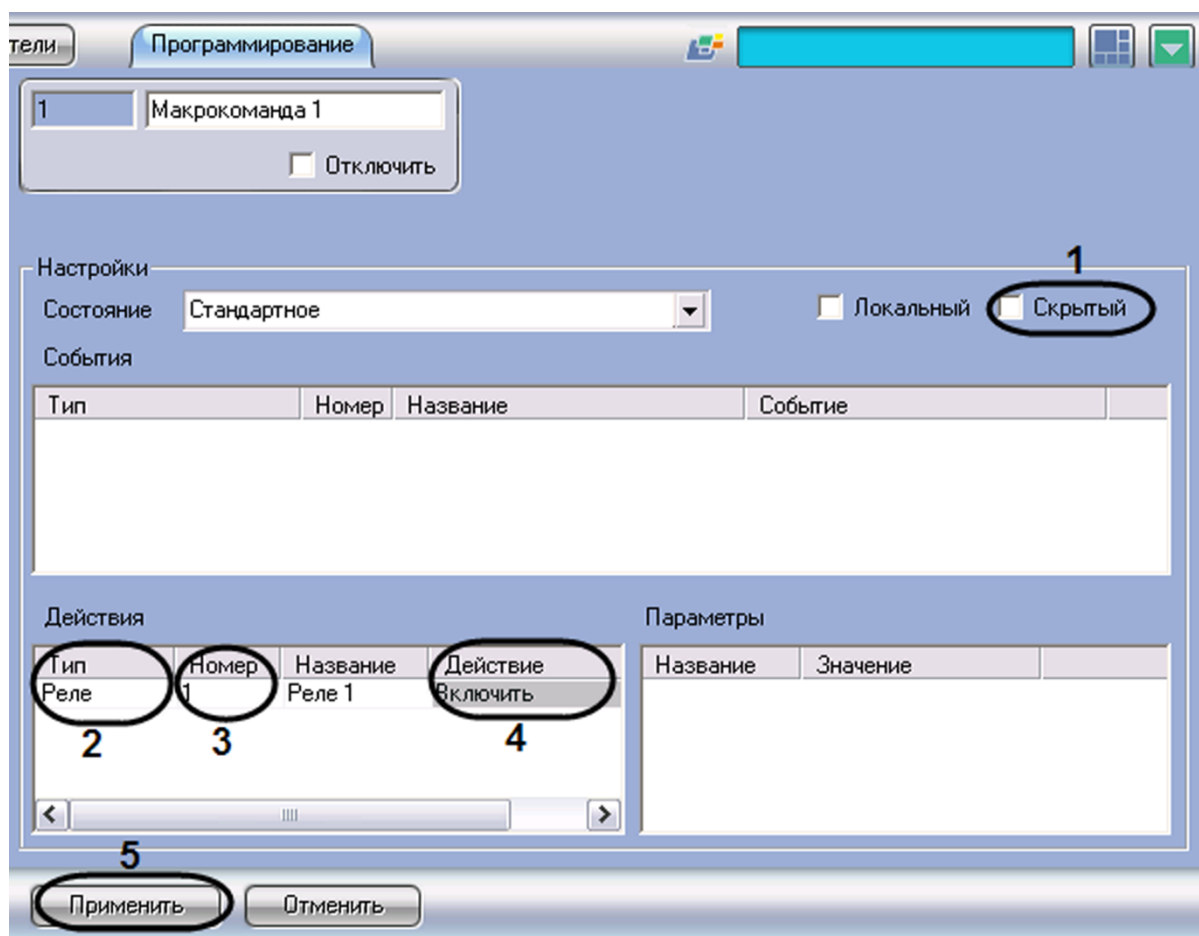 тели Программирование
1 Макрокоманда 1
Отключить
1
Настройки
Состояние Стандартное Локальный Скрытый
События
Тип Номер Название Событие
Действия Параметры
Тип Номер Название Действие Название Значение
Реле 1 Реле 1 Включить
2 3 4
5
Применить Отменить